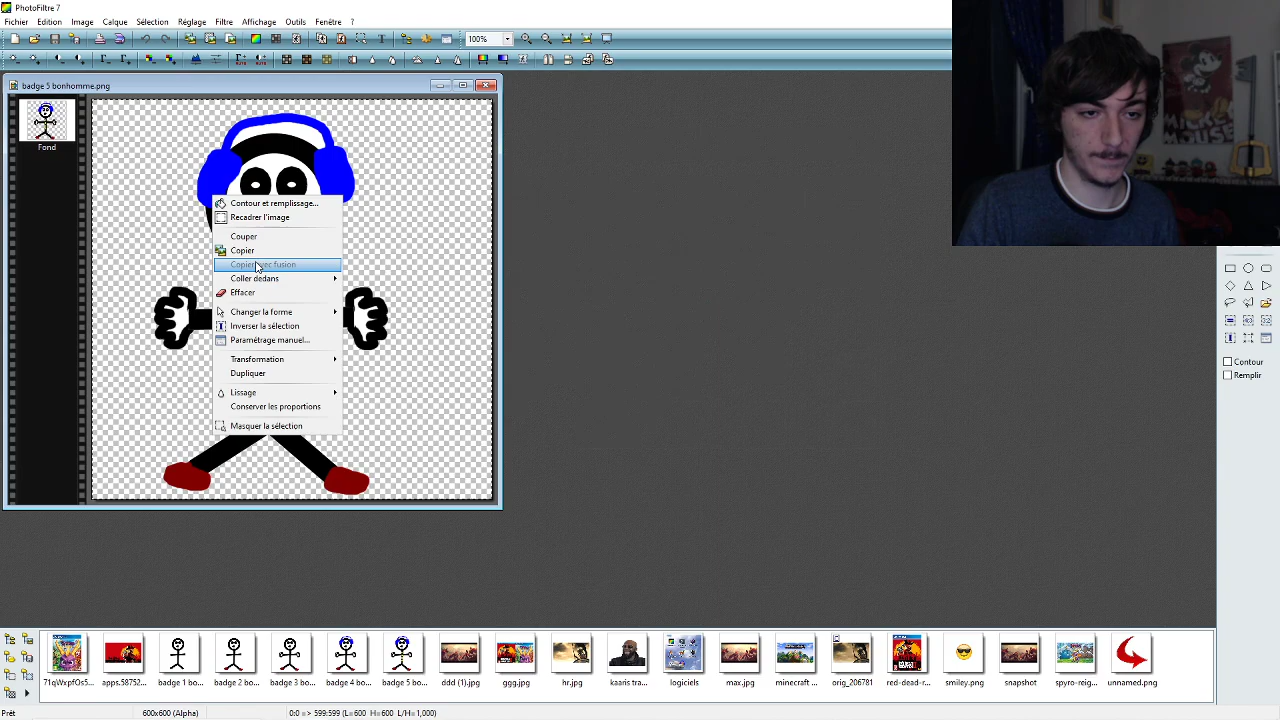 PhotoFiltre 7
Fichier Edition Image Calque Sélection Réglage Filtre Affichage Outils Fenêtre ?
100%
badge 5 bonhomme.png
Fond
Contour et remplissage...
Recadrer l'image
Couper
Copier
Copier avec fusion
Coller dedans
Effacer
Changer la forme
Inverser la sélection
Paramétrage manuel...
Transformation
Dupliquer
Lissage
Conserver les proportions
Masquer la sélection
MICKEY
MOUSE
Contour
Remplir
71qWxpfOs5... apps.58752... badge 1 bo... badge 2 bo... badge 3 bo... badge 4 bo... badge 5 bo... ddd (1).jpg ggg.jpg hr.jpg kaaris tra... logiciels max.jpg minecraft ... orig_206781 red-dead-r... smiley.png snapshot spyro-reig... unnamed.png
Prêt 600x600 (Alpha) 0:0 => 599:599 (L=600 H=600 L/H=1,000)